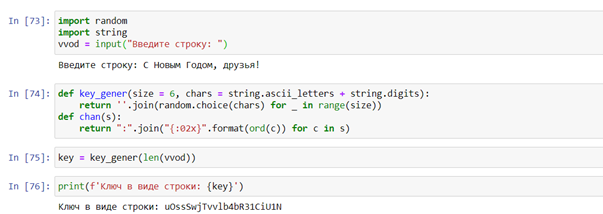 In [73]: import random
import string
vvod = input("Введите строку: ")
Введите строку: С Новым Годом, друзья!
In [74]: def key_gener(size = 6, chars = string.ascii_letters + string.digits):
return ''.join(random.choice(chars) for _ in range(size))
def chan(s):
return ":".join("{:02x}".format(ord(c)) for c in s)
In [75]: key = key_gener(len(vvod))
In [76]: print(f'Ключ в виде строки: {key}')
Ключ в виде строки: uOssSwjTvvlb4bR31CiU1N